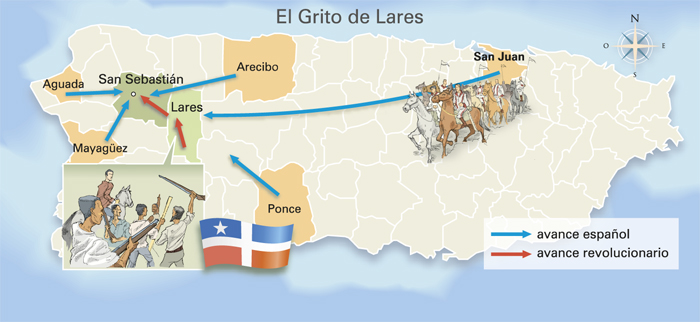 El Grito de Lares
N
O
E
S
San Juan
Arecibo
San Sebastián
Aguada
Lares
Mayagüez
Ponce
avance español
avance revolucionario